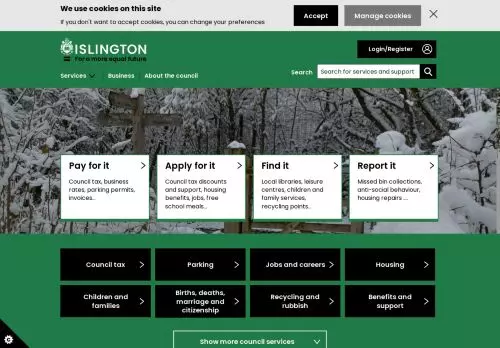 We use cookies on this site
If you don't want to accept cookies, you can change your preferences
Accept
Manage cookies
ISLINGTON
For a more equal future
Login/Register
Services
Business
About the council
Search
Search for services and support
Pay for it
Council tax, business
rates, parking permits,
invoices...
Apply for it
Council tax discounts
and support, housing
benefits, jobs, free
school meals...
Find it
Local libraries, leisure
centres, children and
family services,
recycling points...
Report it
Missed bin collections,
anti-social behaviour,
housing repairs ....
Council tax
Parking
Jobs and careers
Housing
Children and
families
Births, deaths,
marriage and
citizenship
Recycling and
rubbish
Benefits and
support
Show more council services